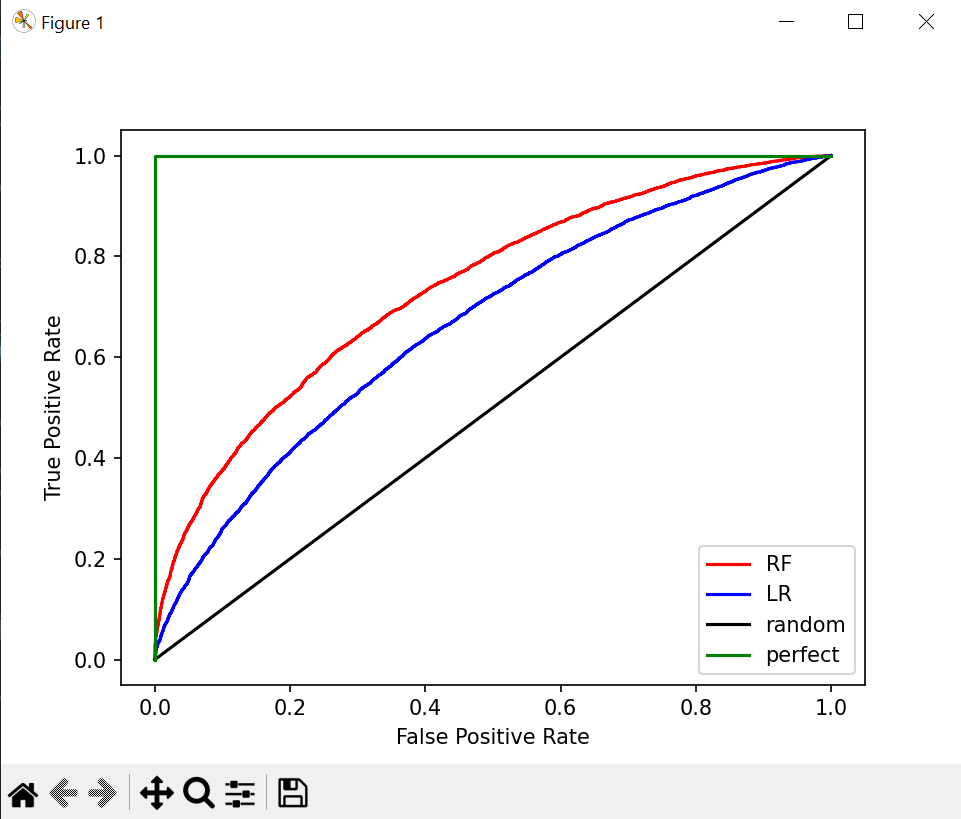 Figure 1
1.0
0.8
0.6
0.4
0.2
0.0
True Positive Rate
RF
LR
random
perfect
0.0 0.2 0.4 0.6 0.8 1.0
False Positive Rate